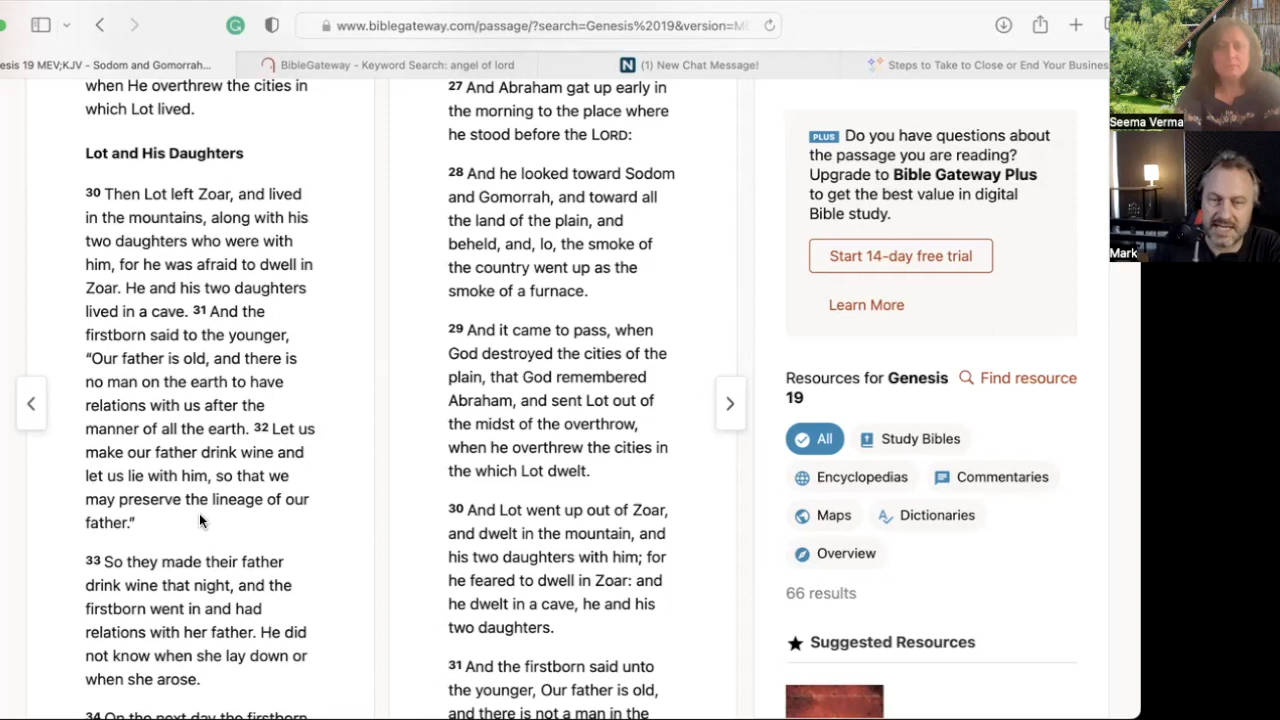 www.biblegateway.com/passage/?search=Genesis%2019&version=M
esis 19 MEV;KJV - Sodom and Gomorrah...
BibleGateway - Keyword Search: angel of lord
(1) New Chat Message!
Steps to Take to Close or End Your Busines
when He overthrew the cities in
which Lot lived.
Lot and His Daughters
30 Then Lot left Zoar, and lived
in the mountains, along with his
two daughters who were with
him, for he was afraid to dwell in
Zoar. He and his two daughters
lived in a cave. 31 And the
firstborn said to the younger,
“Our father is old, and there is
no man on the earth to have
relations with us after the
manner of all the earth. 32 Let us
make our father drink wine and
let us lie with him, so that we
may preserve the lineage of our
father.”
33 So they made their father
drink wine that night, and the
firstborn went in and had
relations with her father. He did
not know when she lay down or
when she arose.
34 On the next day the firstborn
27 And Abraham gat up early in
the morning to the place where
he stood before the LORD:
28 And he looked toward Sodom
and Gomorrah, and toward all
the land of the plain, and
beheld, and, lo, the smoke of
the country went up as the
smoke of a furnace.
29 And it came to pass, when
God destroyed the cities of the
plain, that God remembered
Abraham, and sent Lot out of
the midst of the overthrow,
when he overthrew the cities in
the which Lot dwelt.
30 And Lot went up out of Zoar,
and dwelt in the mountain, and
his two daughters with him; for
he feared to dwell in Zoar: and
he dwelt in a cave, he and his
two daughters.
31 And the firstborn said unto
the younger, Our father is old,
and there is not a man in the
PLUS Do you have questions about
the passage you are reading?
Upgrade to Bible Gateway Plus
to get the best value in digital
Bible study.
Start 14-day free trial
Learn More
Resources for Genesis
19
Find resource
All
Study Bibles
Encyclopedias
Commentaries
Maps
Dictionaries
Overview
66 results
Suggested Resources
Seema Verma
Mark